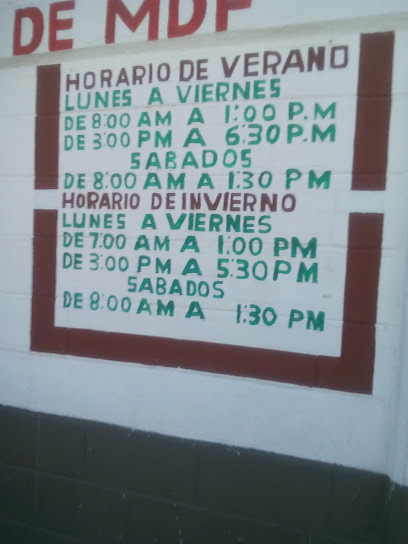 DE MDF
HORARIO DE VERANO
LUNES A VIERNES
DE 8:00 AM A 1:00 P.M
DE 3:00 PM A 6:30 P.M
SABADOS
DE 8:00 AM A 1:30 PM
HORARIO DE INVIERNO
LUNES A VIERNES
DE 7:00 AM A 1:00 PM
DE 3:00 PM A 5:30 PM
SABADOS
DE 8:00 AM A 1:30 PM